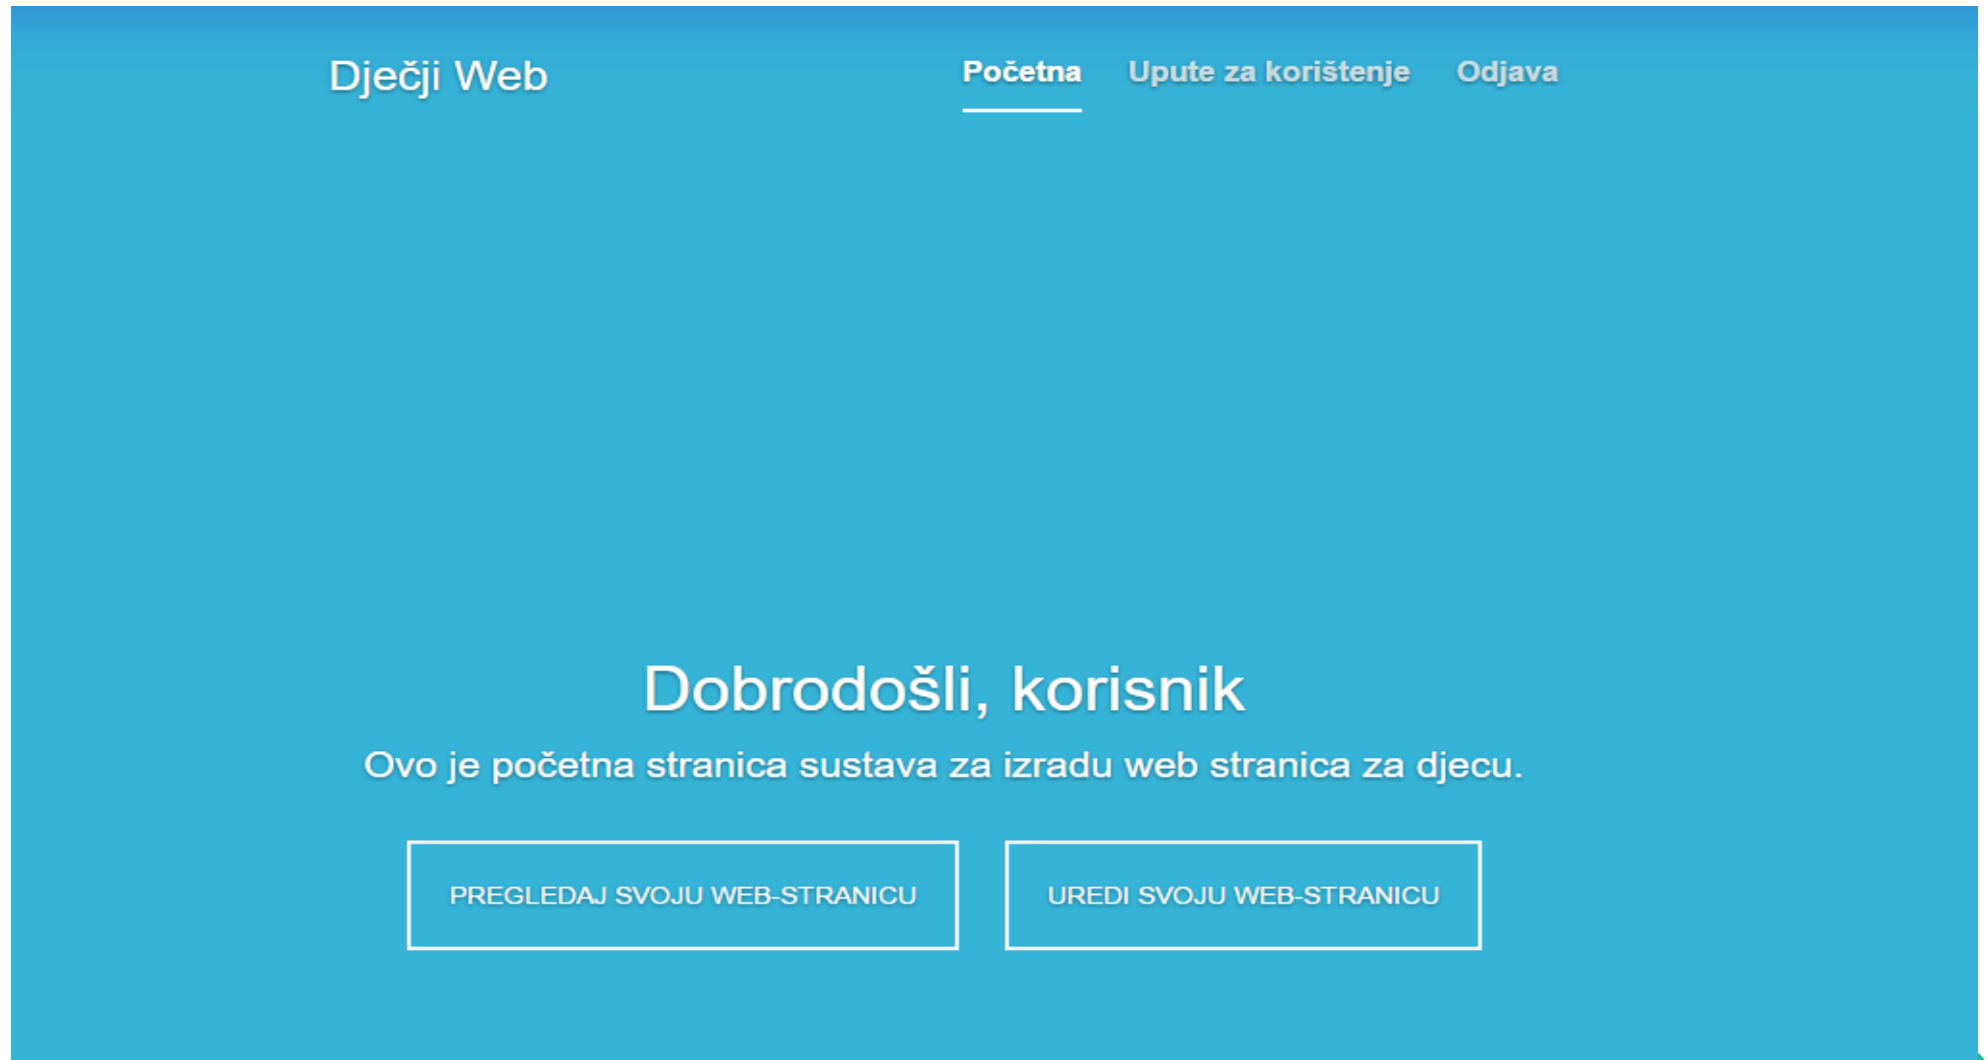 Dječji Web
Početna Upute za korištenje Odjava
Dobrodošli, korisnik
Ovo je početna stranica sustava za izradu web stranica za djecu.
PREGLEDAJ SVOJU WEB-STRANICU
UREDI SVOJU WEB-STRANICU